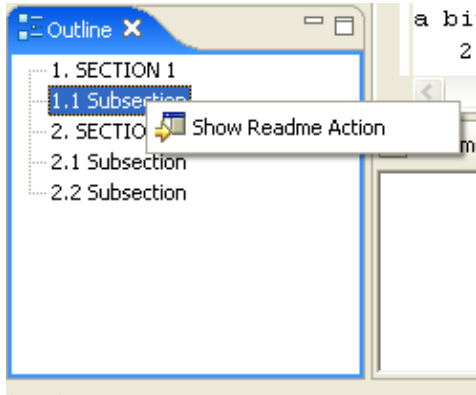 Outline
a bi
2
1. SECTION 1
1.1 Subsection
Show Readme Action
2. SECTIO
m
2.1 Subsection
2.2 Subsection